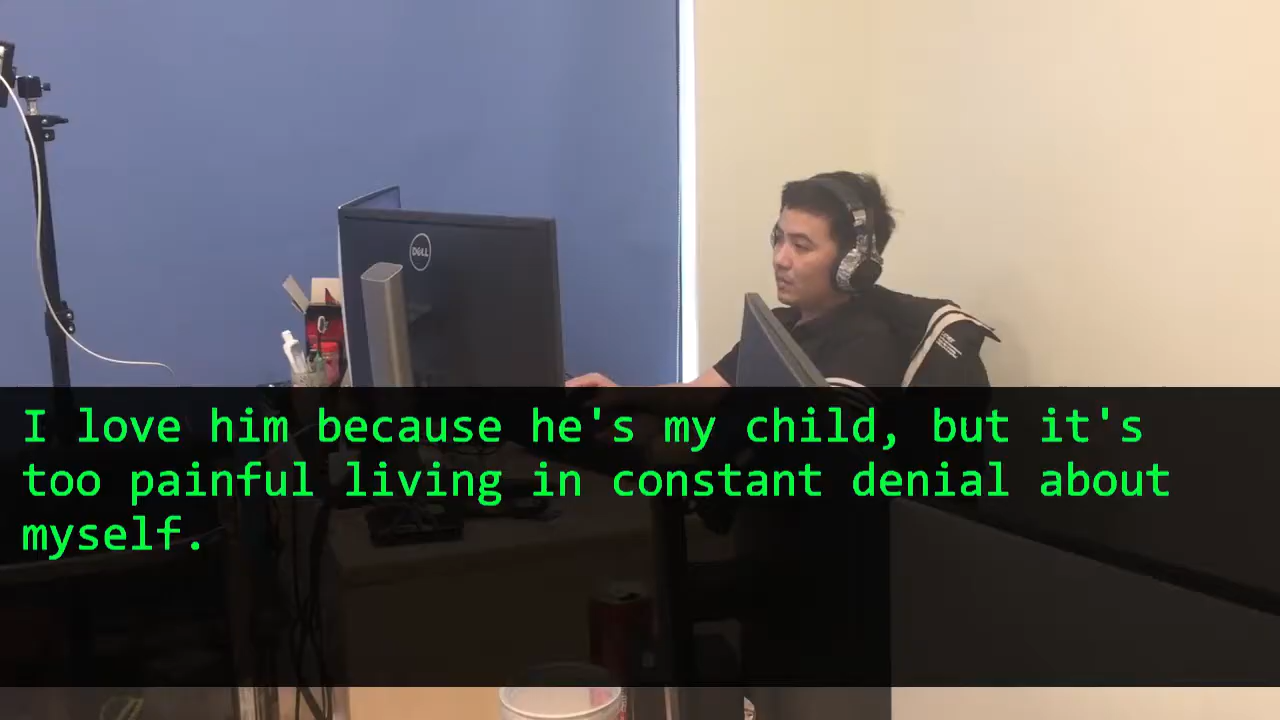 DELL
I love him because he's my child, but it's
too painful living in constant denial about
myself.